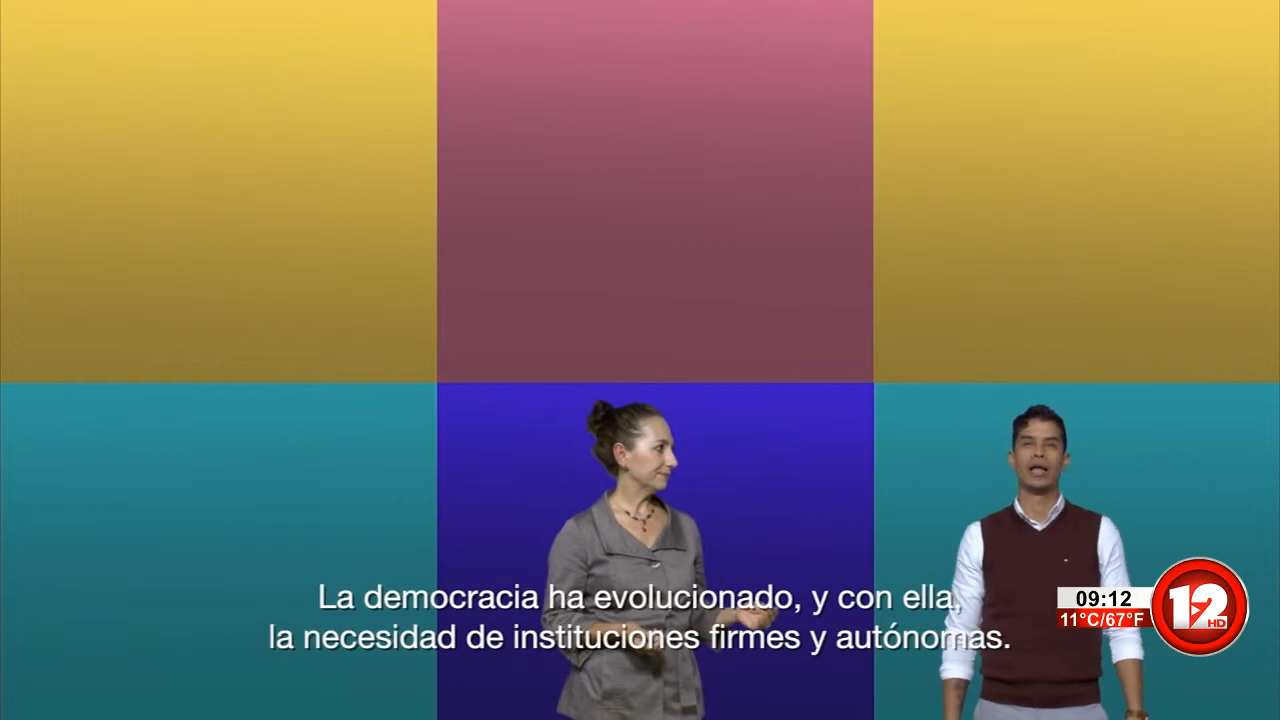 La democracia ha evolucionado, y con ella,
la necesidad de instituciones firmes y autónomas.
09:12
11°C/67°F
12
HD